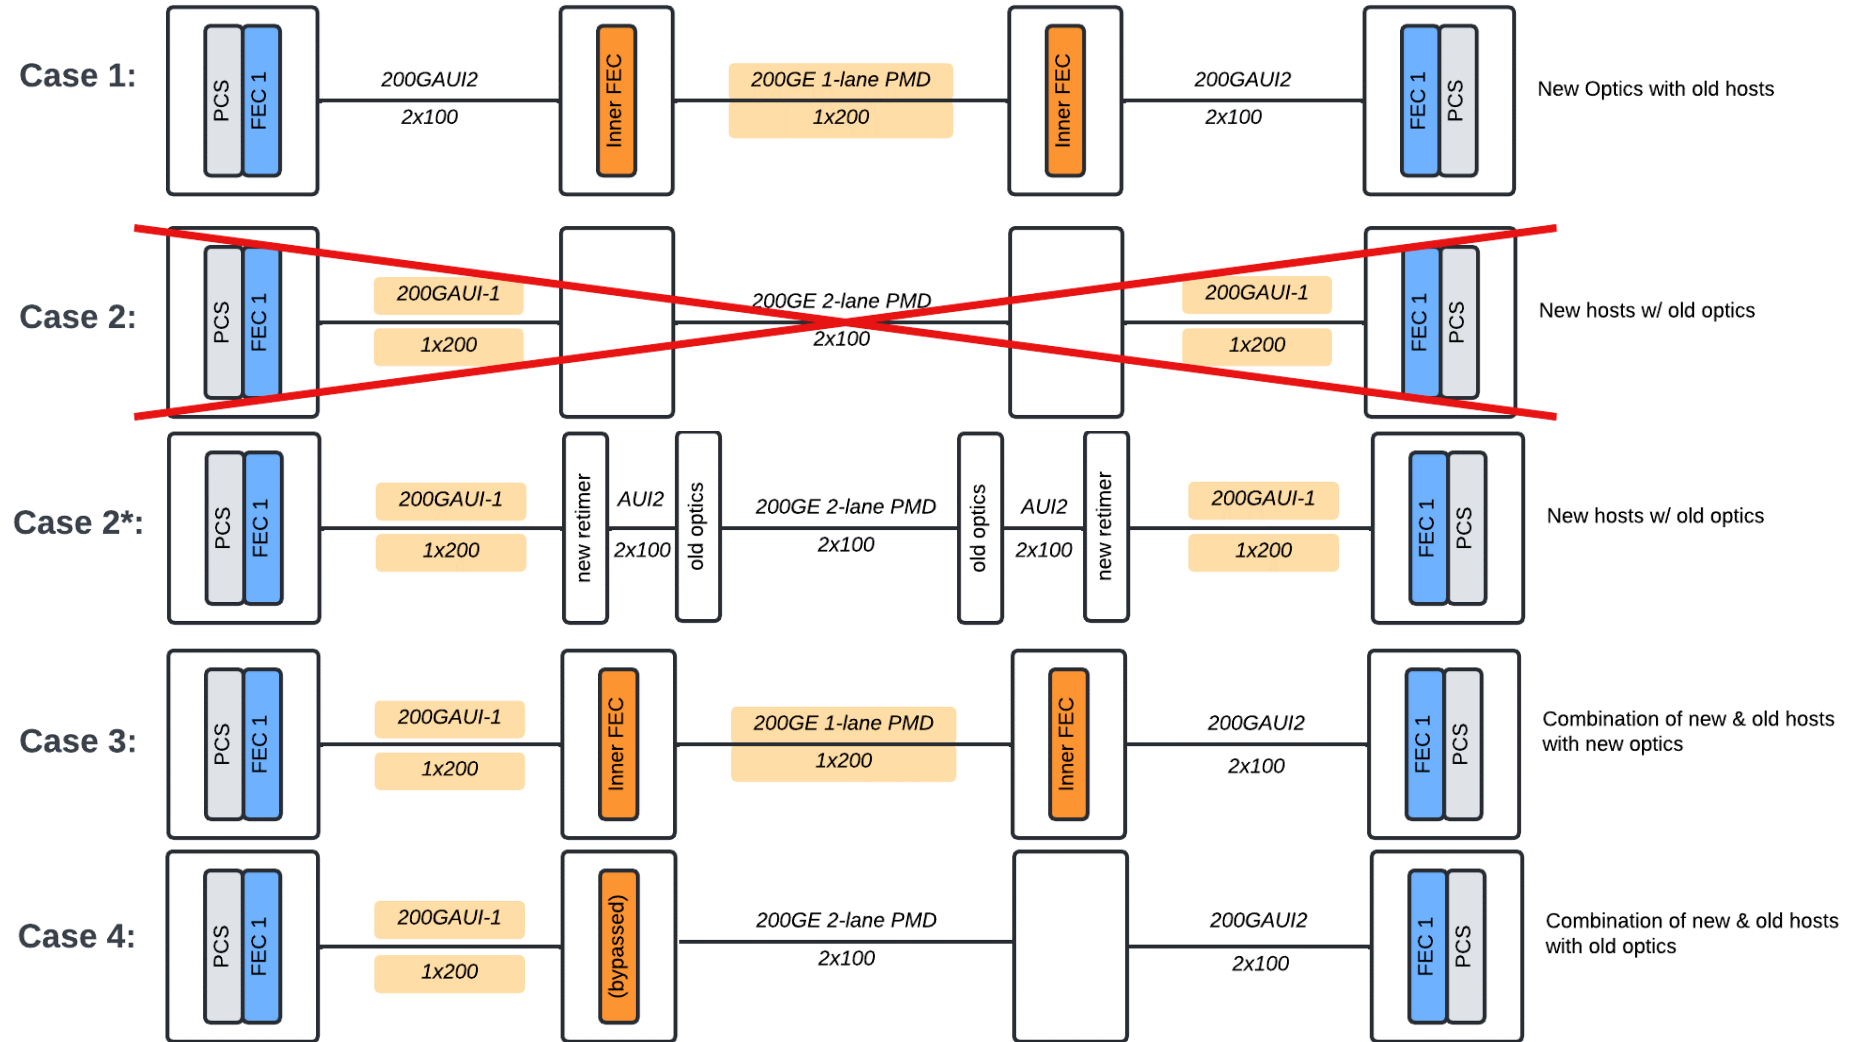 Case 1:
PCS
FEC 1
200GAUI2
2x100
Inner FEC
200GE 1-lane PMD
1x200
Inner FEC
200GAUI2
2x100
FEC 1
PCS
New Optics with old hosts
Case 2:
PCS
FEC 1
200GAUI-1
1x200
200GE 2-lane PMD
2x100
200GAUI-1
1x200
FEC 1
PCS
New hosts w/ old optics
Case 2*:
PCS
FEC 1
200GAUI-1
1x200
new retimer
AUI2
2x100
old optics
200GE 2-lane PMD
2x100
old optics
AUI2
2x100
new retimer
200GAUI-1
1x200
FEC 1
PCS
New hosts w/ old optics
Case 3:
PCS
FEC 1
200GAUI-1
1x200
Inner FEC
200GE 1-lane PMD
1x200
Inner FEC
200GAUI2
2x100
FEC 1
PCS
Combination of new & old hosts
with new optics
Case 4:
PCS
FEC 1
200GAUI-1
1x200
(bypassed)
200GE 2-lane PMD
2x100
200GAUI2
2x100
FEC 1
PCS
Combination of new & old hosts
with old optics